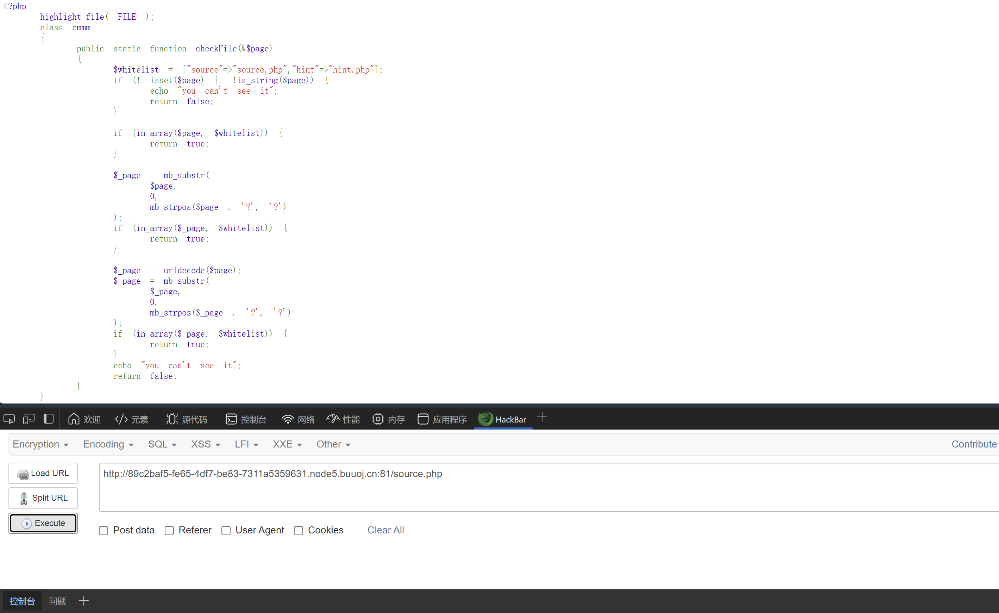 <?php
highlight_file(__FILE__);
class emmm
{
public static function checkFile(&$page)
{
$whitelist = ["source"=>"source.php","hint"=>"hint.php"];
if (! isset($page) || !is_string($page)) {
echo "you can't see it";
return false;
}
if (in_array($page, $whitelist)) {
return true;
}
$_page = mb_substr(
$page,
0,
mb_strpos($page . '?', '?')
);
if (in_array($_page, $whitelist)) {
return true;
}
$_page = urldecode($page);
$_page = mb_substr(
$_page,
0,
mb_strpos($_page . '?', '?')
);
if (in_array($_page, $whitelist)) {
return true;
}
echo "you can't see it";
return false;
}
}
欢迎 </> 元素 源代码 控制台 网络 性能 内存 应用程序 HackBar +
Encryption Encoding SQL XSS LFI XXE Other Contribute
Load URL
http://89c2baf5-fe65-4df7-be83-7311a5359631.node5.buuoj.cn:81/source.php
Split URL
Execute
Post data Referer User Agent Cookies Clear All
控制台 问题 +